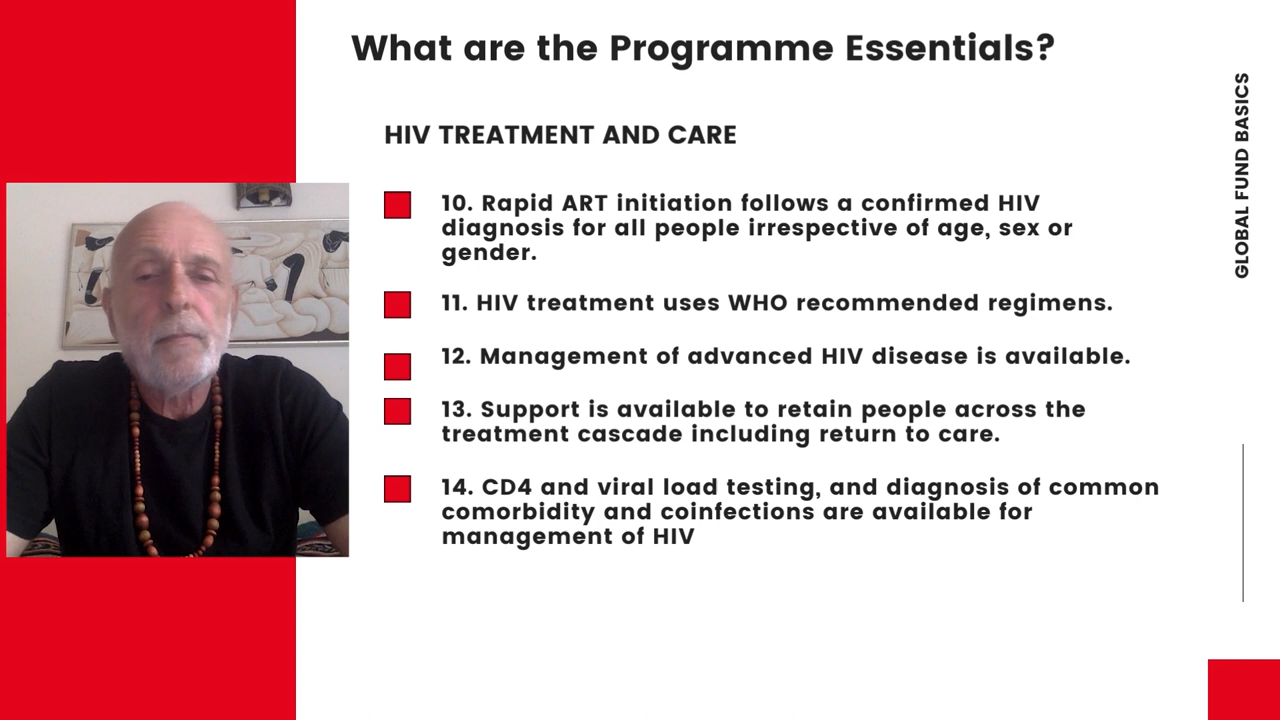 What are the Programme Essentials?
HIV TREATMENT AND CARE
10. Rapid ART initiation follows a confirmed HIV
diagnosis for all people irrespective of age, sex or
gender.
11. HIV treatment uses WHO recommended regimens.
12. Management of advanced HIV disease is available.
13. Support is available to retain people across the
treatment cascade including return to care.
14. CD4 and viral load testing, and diagnosis of common
comorbidity and coinfections are available for
management of HIV
GLOBAL FUND BASICS